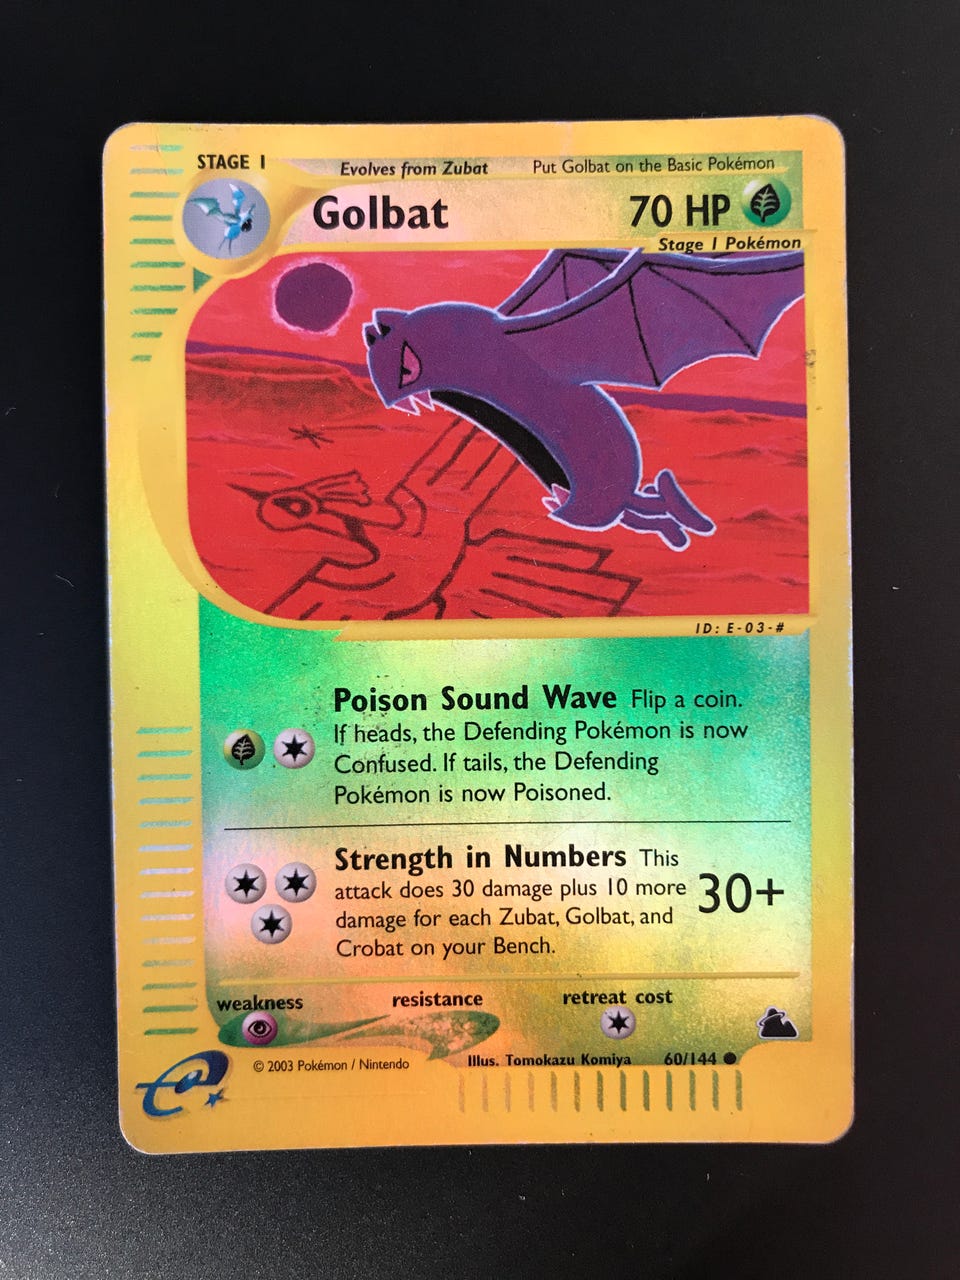 STAGE 1
Evolves from Zubat Put Golbat on the Basic Pokémon
Golbat 70 HP
Stage 1 Pokémon
ID: E-03-#
Poison Sound Wave Flip a coin.
If heads, the Defending Pokémon is now
Confused. If tails, the Defending
Pokémon is now Poisoned.
Strength in Numbers This
attack does 30 damage plus 10 more
damage for each Zubat, Golbat, and
Crobat on your Bench.
30+
weakness resistance retreat cost
© 2003 Pokémon / Nintendo
Illus. Tomokazu Komiya 60/144
e